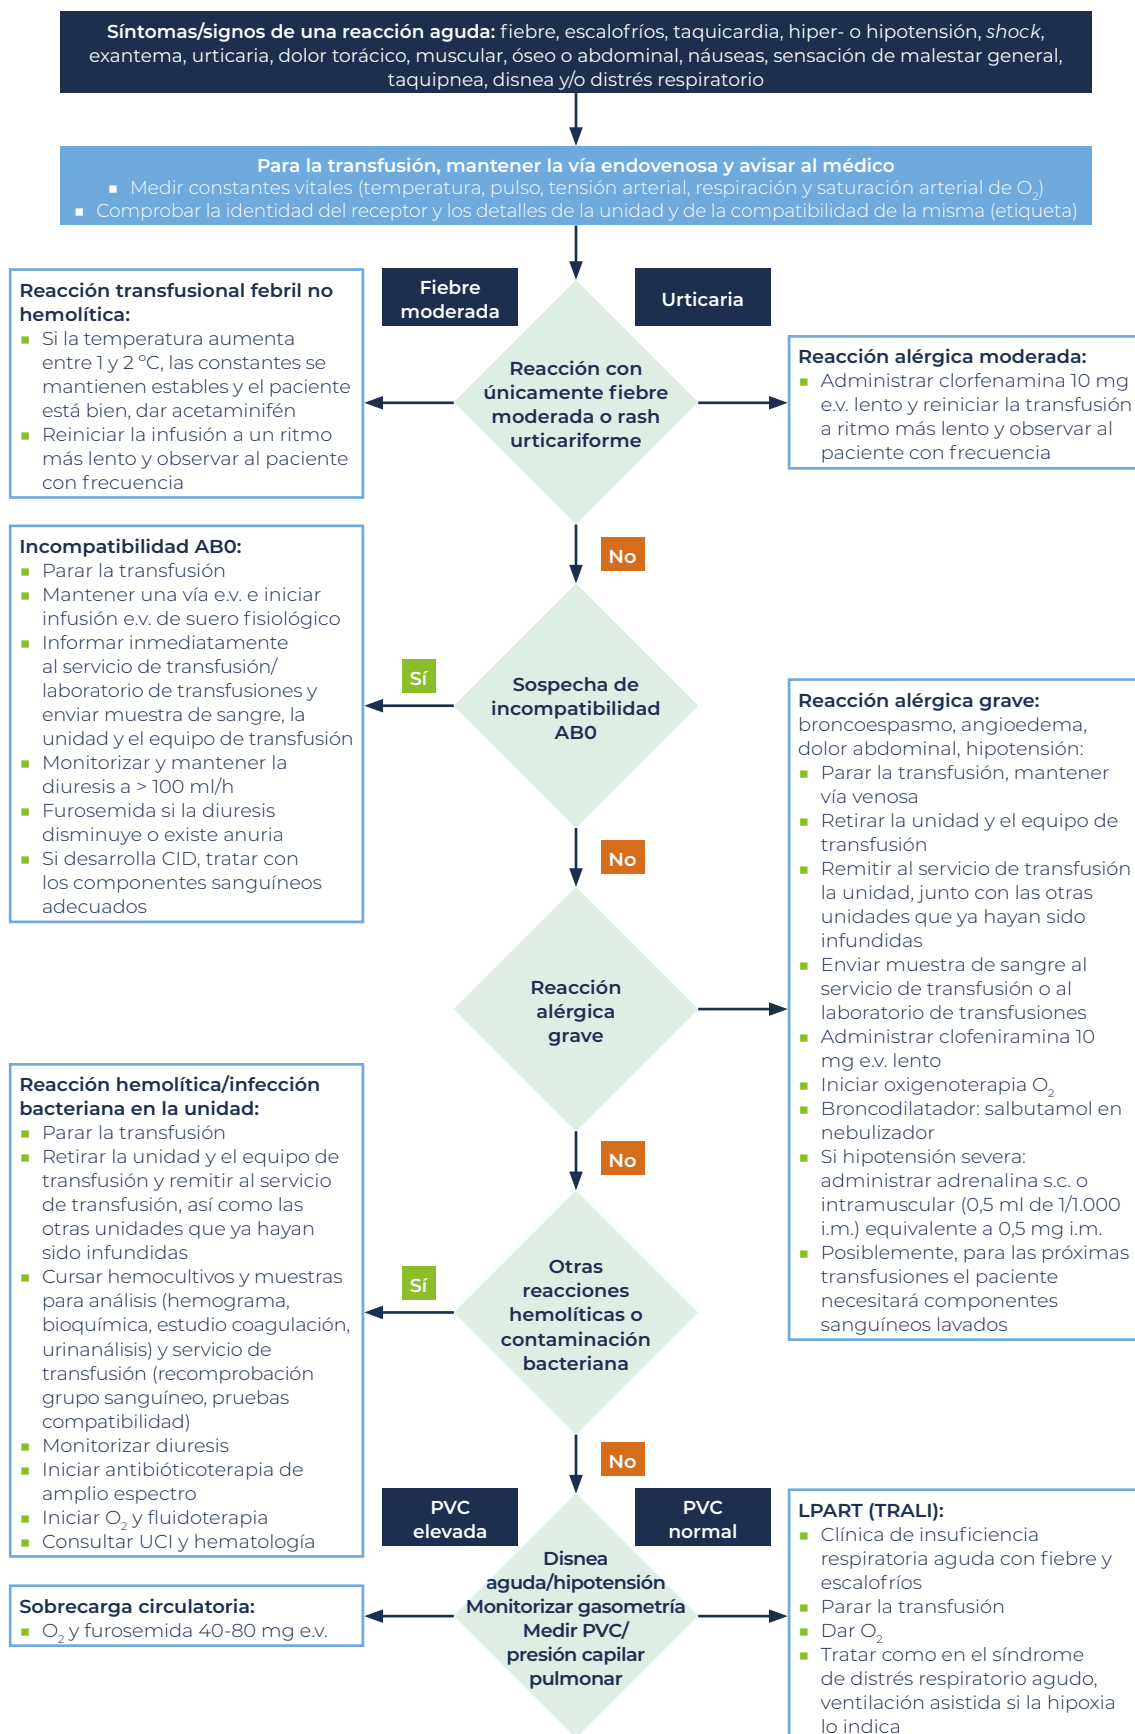 Síntomas/signos de una reacción aguda: fiebre, escalofríos, taquicardia, hiper- o hipotensión, shock,
exantema, urticaria, dolor torácico, muscular, óseo o abdominal, náuseas, sensación de malestar general,
taquipnea, disnea y/o distrés respiratorio
Para la transfusión, mantener la vía endovenosa y avisar al médico
▪ Medir constantes vitales (temperatura, pulso, tensión arterial, respiración y saturación arterial de O₂)
▪ Comprobar la identidad del receptor y los detalles de la unidad y de la compatibilidad de la misma (etiqueta)
Fiebre
moderada
Urticaria
Reacción con
únicamente fiebre
moderada o rash
urticariforme
Reacción transfusional febril no
hemolítica:
▪ Si la temperatura aumenta
entre 1 y 2 ºC, las constantes se
mantienen estables y el paciente
está bien, dar acetaminifén
▪ Reiniciar la infusión a un ritmo
más lento y observar al paciente
con frecuencia
Reacción alérgica moderada:
▪ Administrar clorfenamina 10 mg
e.v. lento y reiniciar la transfusión
a ritmo más lento y observar al
paciente con frecuencia
No
Sospecha de
incompatibilidad
AB0
Sí
Incompatibilidad AB0:
▪ Parar la transfusión
▪ Mantener una vía e.v. e iniciar
infusión e.v. de suero fisiológico
▪ Informar inmediatamente
al servicio de transfusión/
laboratorio de transfusiones y
enviar muestra de sangre, la
unidad y el equipo de transfusión
▪ Monitorizar y mantener la
diuresis a > 100 ml/h
▪ Furosemida si la diuresis
disminuye o existe anuria
▪ Si desarrolla CID, tratar con
los componentes sanguíneos
adecuados
No
Reacción
alérgica
grave
Reacción alérgica grave:
broncoespasmo, angioedema,
dolor abdominal, hipotensión:
▪ Parar la transfusión, mantener
vía venosa
▪ Retirar la unidad y el equipo de
transfusión
▪ Remitir al servicio de transfusión
la unidad, junto con las otras
unidades que ya hayan sido
infundidas
▪ Enviar muestra de sangre al
servicio de transfusión o al
laboratorio de transfusiones
▪ Administrar clofeniramina 10
mg e.v. lento
▪ Iniciar oxigenoterapia O₂
▪ Broncodilatador: salbutamol en
nebulizador
▪ Si hipotensión severa:
administrar adrenalina s.c. o
intramuscular (0,5 ml de 1/1.000
i.m.) equivalente a 0,5 mg i.m.
▪ Posiblemente, para las próximas
transfusiones el paciente
necesitará componentes
sanguíneos lavados
No
Otras
reacciones
hemolíticas o
contaminación
bacteriana
Sí
Reacción hemolítica/infección
bacteriana en la unidad:
▪ Parar la transfusión
▪ Retirar la unidad y el equipo de
transfusión y remitir al servicio
de transfusión, así como las
otras unidades que ya hayan
sido infundidas
▪ Cursar hemocultivos y muestras
para análisis (hemograma,
bioquímica, estudio coagulación,
urinanálisis) y servicio de
transfusión (recomprobación
grupo sanguíneo, pruebas
compatibilidad)
▪ Monitorizar diuresis
▪ Iniciar antibióticoterapia de
amplio espectro
▪ Iniciar O₂ y fluidoterapia
▪ Consultar UCI y hematología
No
PVC
elevada
PVC
normal
Disnea
aguda/hipotensión
Monitorizar gasometría
Medir PVC/
presión capilar
pulmonar
Sobrecarga circulatoria:
▪ O₂ y furosemida 40-80 mg e.v.
LPART (TRALI):
▪ Clínica de insuficiencia
respiratoria aguda con fiebre y
escalofríos
▪ Parar la transfusión
▪ Dar O₂
▪ Tratar como en el síndrome
de distrés respiratorio agudo,
ventilación asistida si la hipoxia
lo indica